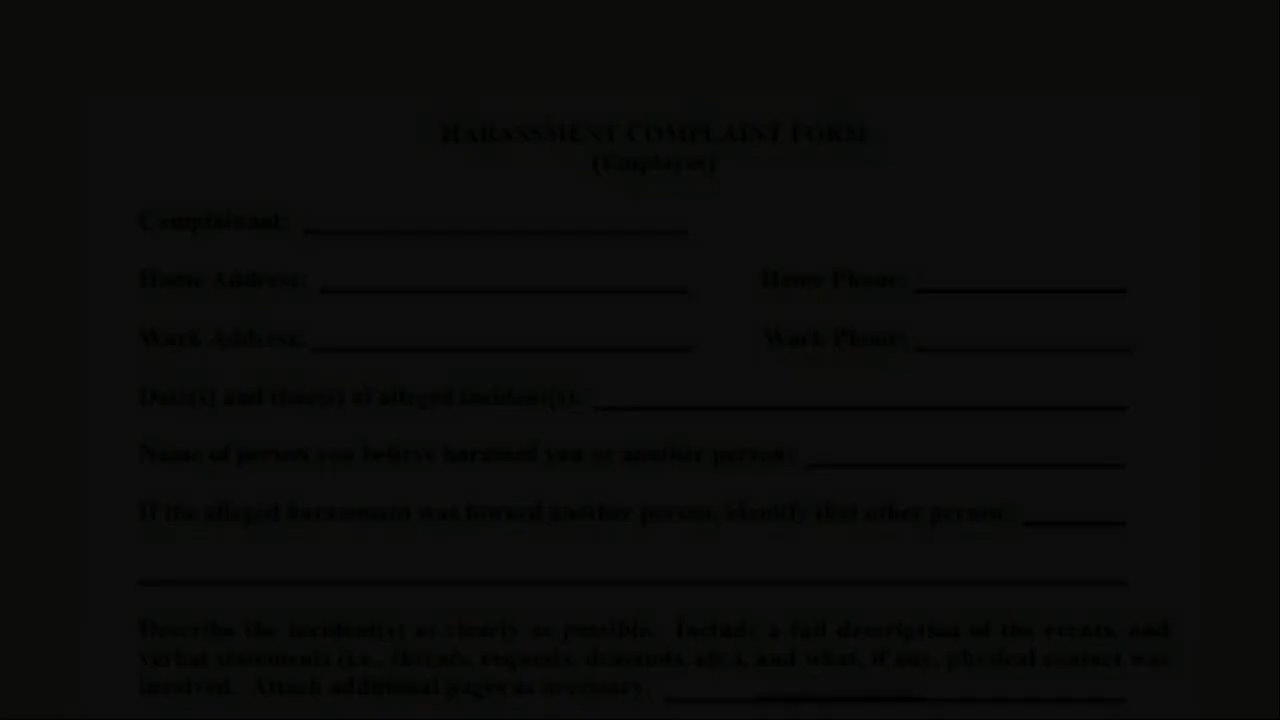 HARASSMENT COMPLAINT FORM
(Employee)
Complainant:
Home Address: Home Phone:
Work Address: Work Phone:
Date(s) and time(s) of alleged incident(s):
Name of person you believe harassed you or another person:
If the alleged harassment was toward another person, identify that other person:
Describe the incident(s) as clearly as possible. Include a full description of the events, and
verbal statements (i.e., threats, requests, demands, etc.), and what, if any, physical contact was
involved. Attach additional pages as necessary.